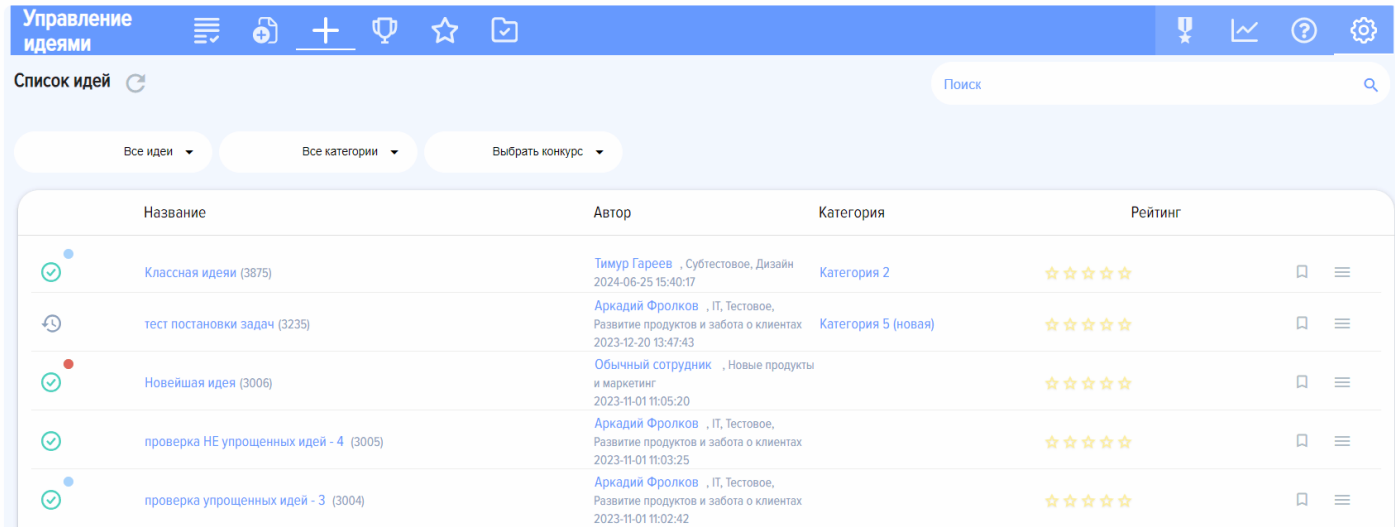 Управление
идеями
Список идей
Поиск
Все идеи
Все категории
Выбрать конкурс
Название Автор Категория Рейтинг
Классная идеяи (3875)
Тимур Гареев , Субтестовое, Дизайн
2024-06-25 15:40:17
Категория 2
тест постановки задач (3235)
Аркадий Фролков , IT, Тестовое,
Развитие продуктов и забота о клиентах
2023-12-20 13:47:43
Категория 5 (новая)
Новейшая идея (3006)
Обычный сотрудник , Новые продукты
и маркетинг
2023-11-01 11:05:20
проверка НЕ упрощенных идей - 4 (3005)
Аркадий Фролков , IT, Тестовое,
Развитие продуктов и забота о клиентах
2023-11-01 11:03:25
проверка упрощенных идей - 3 (3004)
Аркадий Фролков , IT, Тестовое,
Развитие продуктов и забота о клиентах
2023-11-01 11:02:42